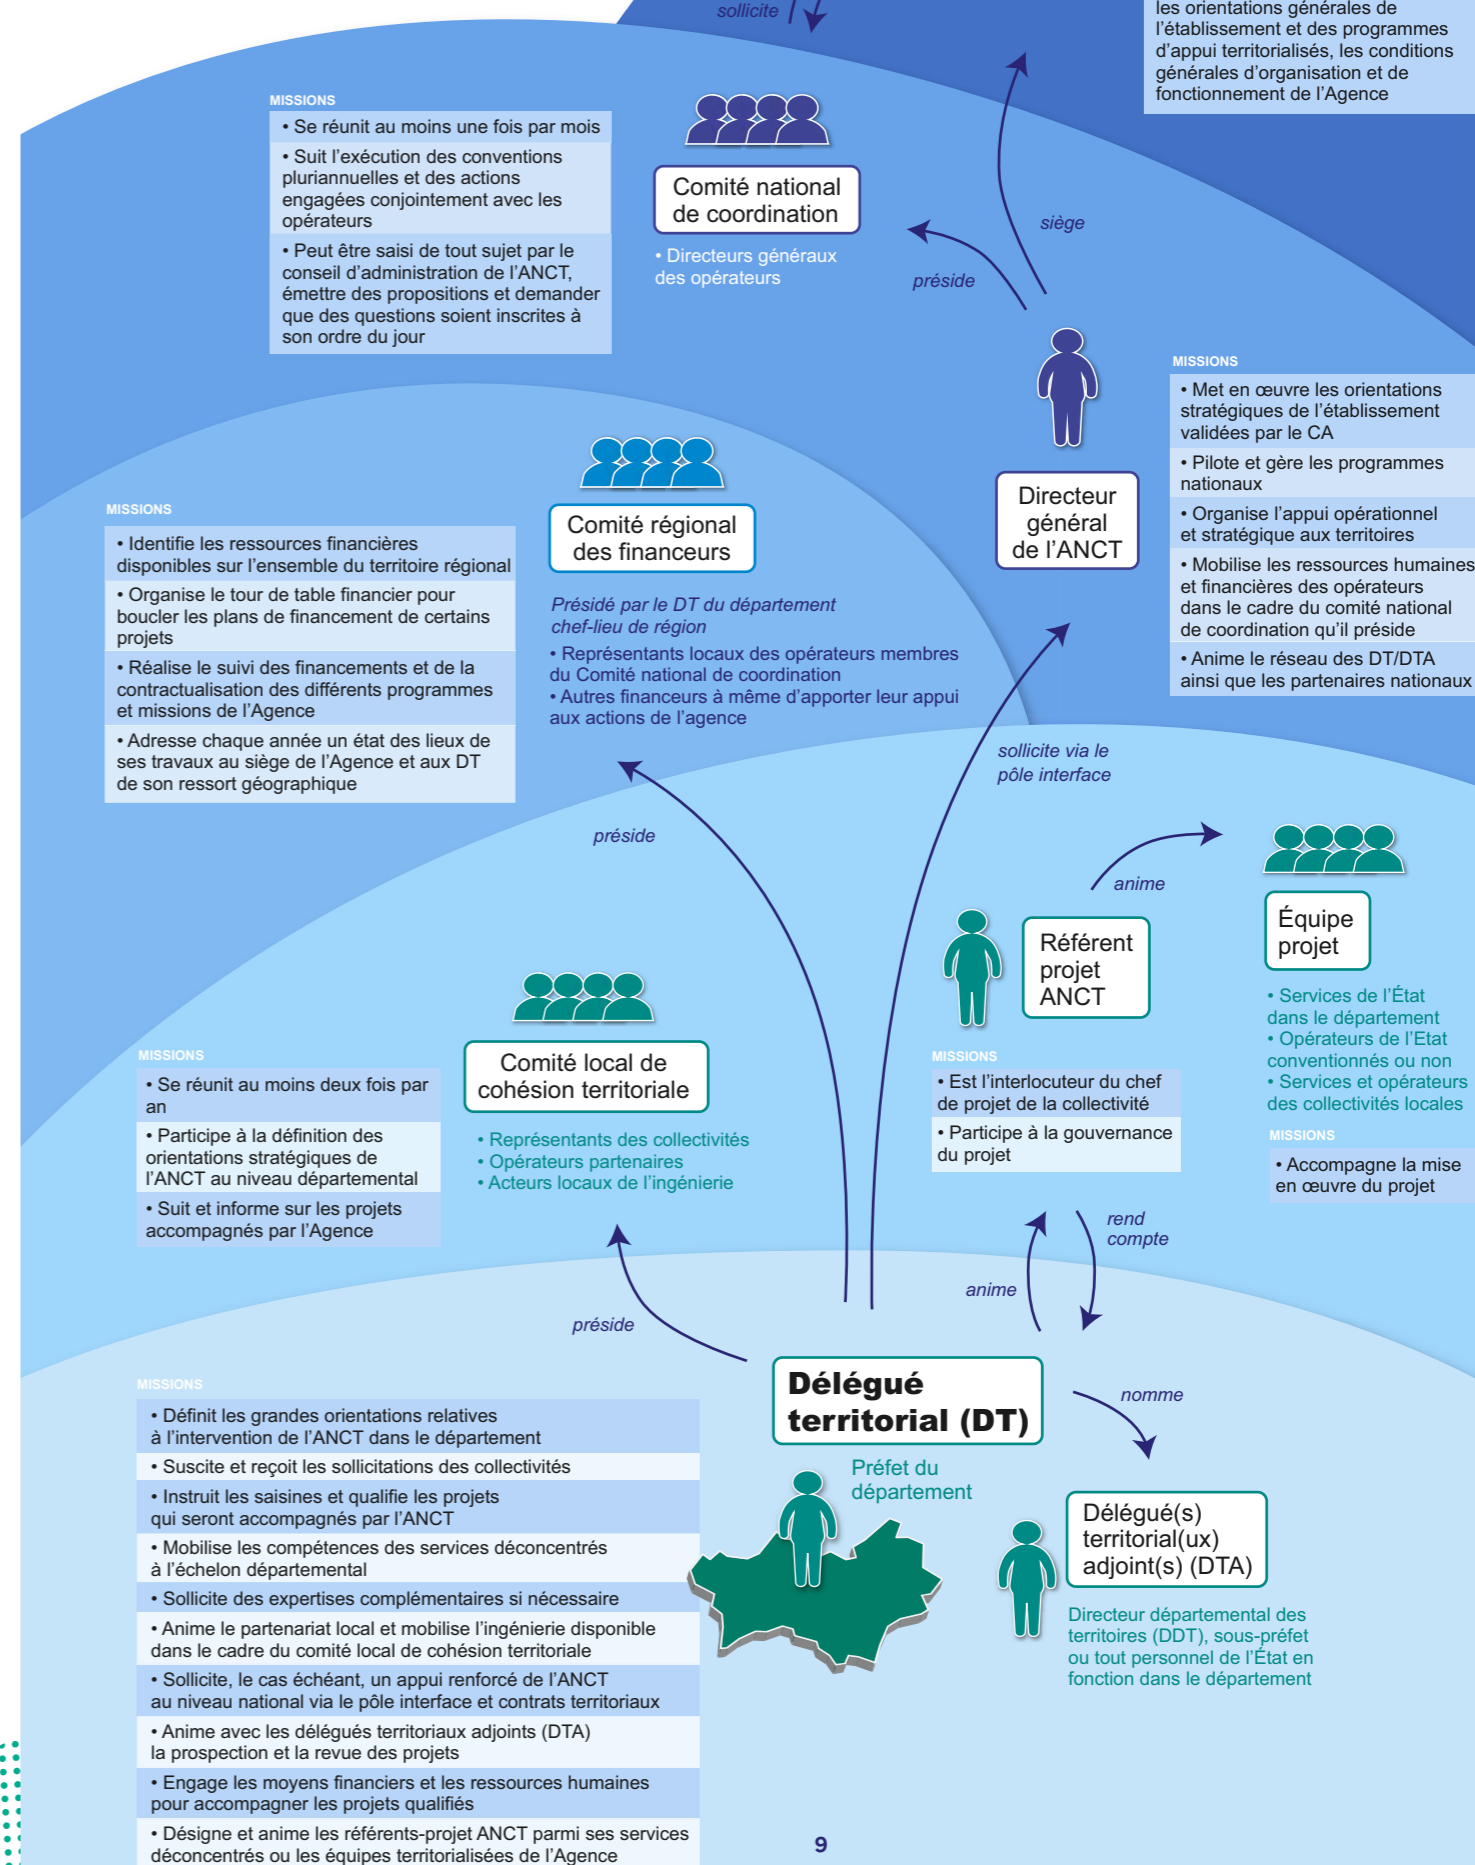 sollicite
les orientations générales de
l'établissement et des programmes
d'appui territorialisés, les conditions
générales d'organisation et de
fonctionnement de l'Agence
MISSIONS
• Se réunit au moins une fois par mois
• Suit l'exécution des conventions
pluriannuelles et des actions
engagées conjointement avec les
opérateurs
• Peut être saisi de tout sujet par le
conseil d'administration de l'ANCT,
émettre des propositions et demander
que des questions soient inscrites à
son ordre du jour
Comité national
de coordination
• Directeurs généraux
des opérateurs
siège
préside
Directeur
général
de l'ANCT
MISSIONS
• Met en œuvre les orientations
stratégiques de l'établissement
validées par le CA
• Pilote et gère les programmes
nationaux
• Organise l'appui opérationnel
et stratégique aux territoires
• Mobilise les ressources humaines
et financières des opérateurs
dans le cadre du comité national
de coordination qu'il préside
• Anime le réseau des DT/DTA
ainsi que les partenaires nationaux
MISSIONS
• Identifie les ressources financières
disponibles sur l'ensemble du territoire régional
• Organise le tour de table financier pour
boucler les plans de financement de certains
projets
• Réalise le suivi des financements et de la
contractualisation des différents programmes
et missions de l'Agence
• Adresse chaque année un état des lieux de
ses travaux au siège de l'Agence et aux DT
de son ressort géographique
Comité régional
des financeurs
Présidé par le DT du département
chef-lieu de région
• Représentants locaux des opérateurs membres
du Comité national de coordination
• Autres financeurs à même d'apporter leur appui
aux actions de l'agence
sollicite via le
pôle interface
préside
anime
Référent
projet
ANCT
MISSIONS
• Est l'interlocuteur du chef
de projet de la collectivité
• Participe à la gouvernance
du projet
Équipe
projet
• Services de l'État
dans le département
• Opérateurs de l'Etat
conventionnés ou non
• Services et opérateurs
des collectivités locales
MISSIONS
• Accompagne la mise
en œuvre du projet
MISSIONS
• Se réunit au moins deux fois par
an
• Participe à la définition des
orientations stratégiques de
l'ANCT au niveau départemental
• Suit et informe sur les projets
accompagnés par l'Agence
Comité local de
cohésion territoriale
• Représentants des collectivités
• Opérateurs partenaires
• Acteurs locaux de l'ingénierie
rend
compte
anime
préside
nomme
Délégué
territorial (DT)
Préfet du
département
Délégué(s)
territorial(ux)
adjoint(s) (DTA)
Directeur départemental des
territoires (DDT), sous-préfet
ou tout personnel de l'État en
fonction dans le département
MISSIONS
• Définit les grandes orientations relatives
à l'intervention de l'ANCT dans le département
• Suscite et reçoit les sollicitations des collectivités
• Instruit les saisines et qualifie les projets
qui seront accompagnés par l'ANCT
• Mobilise les compétences des services déconcentrés
à l'échelon départemental
• Sollicite des expertises complémentaires si nécessaire
• Anime le partenariat local et mobilise l'ingénierie disponible
dans le cadre du comité local de cohésion territoriale
• Sollicite, le cas échéant, un appui renforcé de l'ANCT
au niveau national via le pôle interface et contrats territoriaux
• Anime avec les délégués territoriaux adjoints (DTA)
la prospection et la revue des projets
• Engage les moyens financiers et les ressources humaines
pour accompagner les projets qualifiés
• Désigne et anime les référents-projet ANCT parmi ses services
déconcentrés ou les équipes territorialisées de l'Agence
9